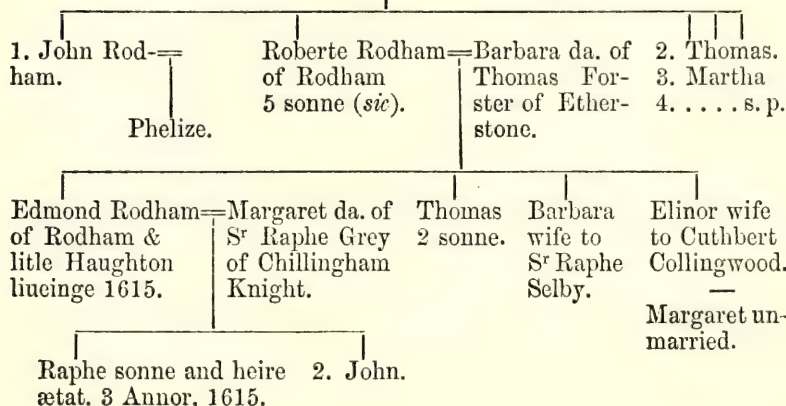 1. John Rod-
ham.
Phelize.
Roberte Rodham
of Rodham
5 sonne (sic).
Barbara da. of
Thomas For-
ster of Ether-
stone.
2. Thomas.
3. Martha
4. . . . . . s. p.
Edmond Rodham
of Rodham &
litle Haughton
liueinge 1615.
Margaret da. of
Sr Raphe Grey
of Chillingham
Knight.
Thomas
2 sonne.
Barbara
wife to
Sr Raphe
Selby.
Elinor wife
to Cuthbert
Collingwood.
—
Margaret un-
married.
Raphe sonne and heire
ætat. 3 Annor. 1615.
2. John.